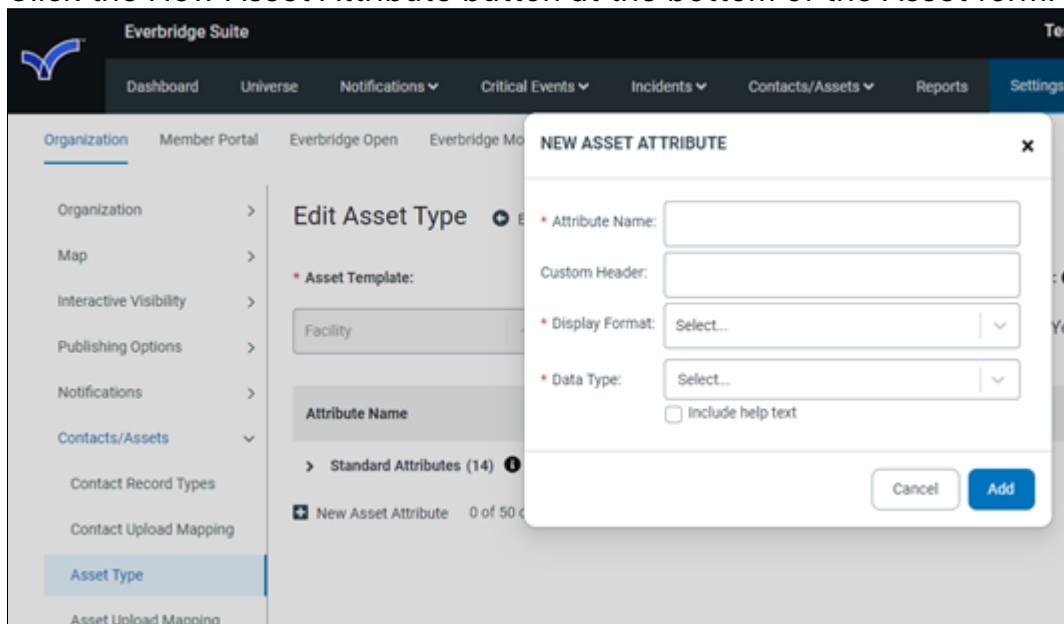 Click the New Asset Attribute button at the bottom of the Asset form.
Everbridge Suite
Dashboard Universe Notifications Critical Events Incidents Contacts/Assets Reports Settings
Organization Member Portal Everbridge Open Everbridge
NEW ASSET ATTRIBUTE
Organization
Map
Interactive Visibility
Publishing Options
Notifications
Contacts/Assets
Contact Record Types
Contact Upload Mapping
Asset Type
Asset Upload Mapping
Edit Asset Type
* Asset Template:
Facility
Attribute Name
Standard Attributes (14)
New Asset Attribute 0 of 50
* Attribute Name:
Custom Header:
* Display Format: Select...
* Data Type: Select...
Include help text
Cancel Add